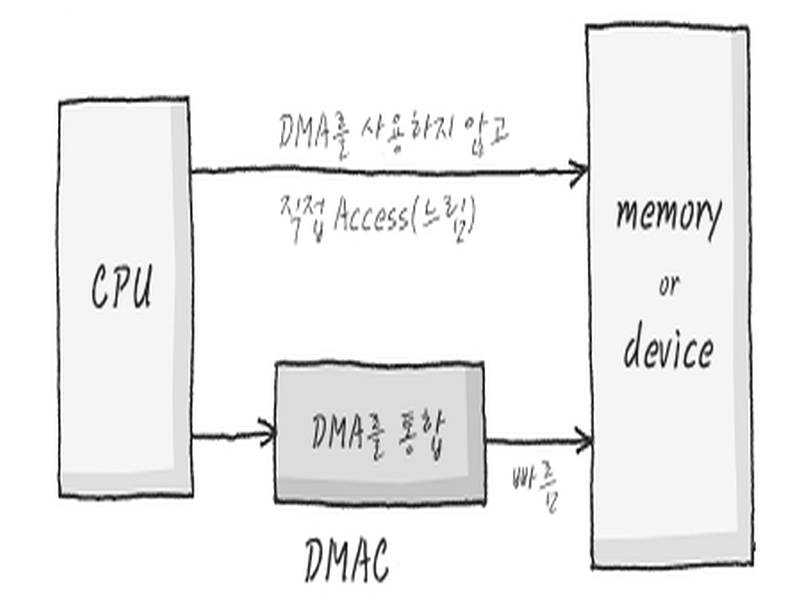 DMA를 사용하지 않고
직접 Access(느림)
CPU
memory
or
device
DMA를 통합
빠름
DMAC